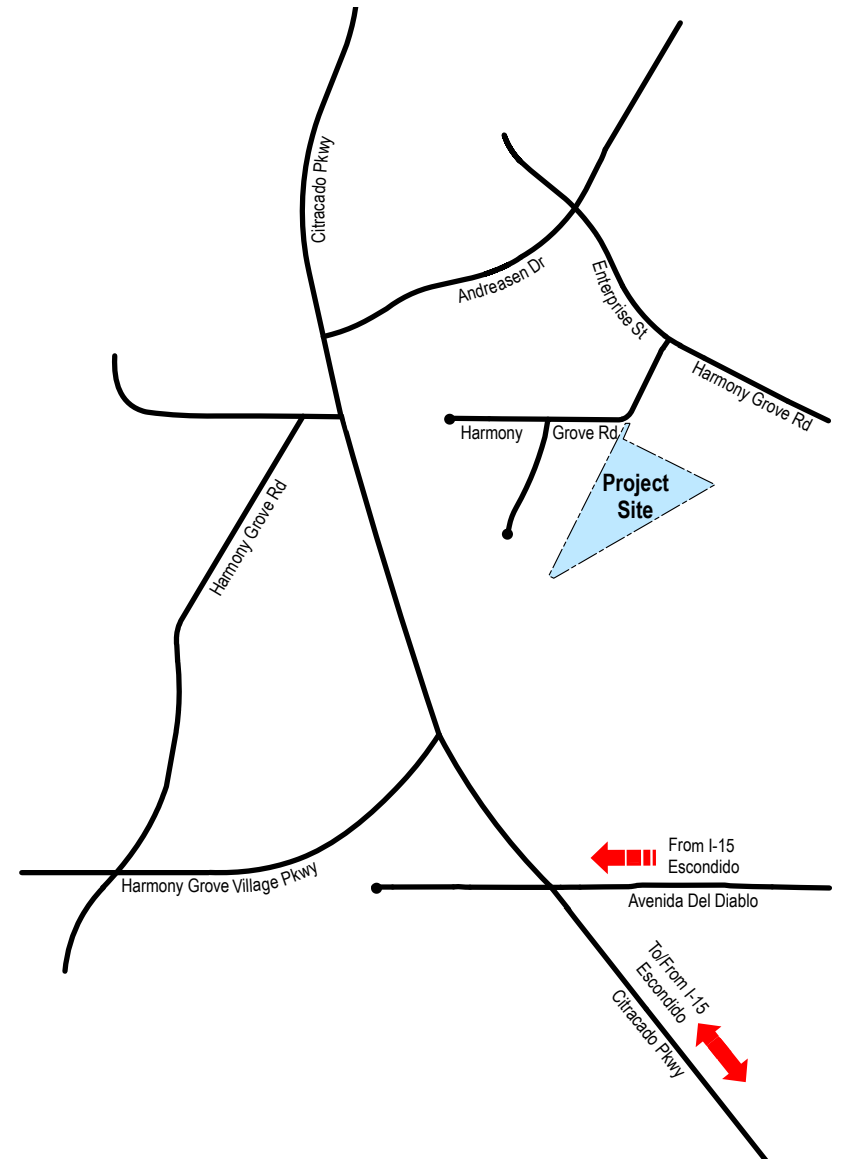 Citracado Pkwy
Andreasen Dr
Enterprise St
Harmony Grove Rd
Harmony Grove Rd
Project
Site
Harmony Grove Rd
From I-15
Escondido
Harmony Grove Village Pkwy
Avenida Del Diablo
To/From I-15
Escondido
Citracado Pkwy